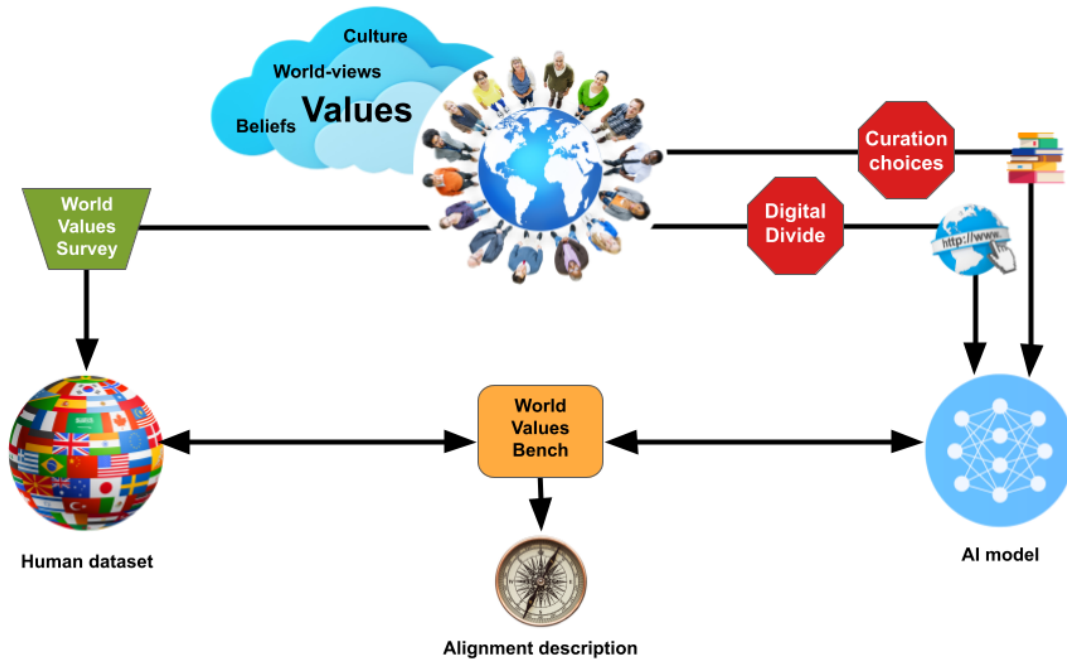 Culture
World-views
Values
Beliefs
Curation
choices
World
Values
Survey
Digital
Divide
http://www.
World
Values
Bench
Human dataset
AI model
Alignment description